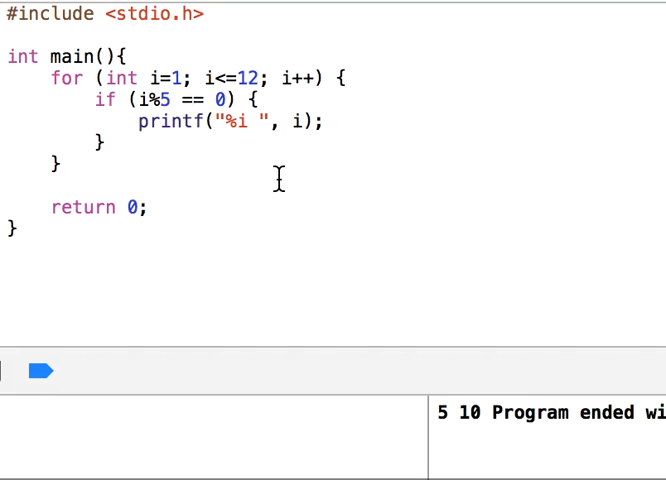 #include <stdio.h>
int main(){
for (int i=1; i<=12; i++) {
if (i%5 == 0) {
printf("%i ", i);
}
}
return 0;
}
5 10 Program ended wi